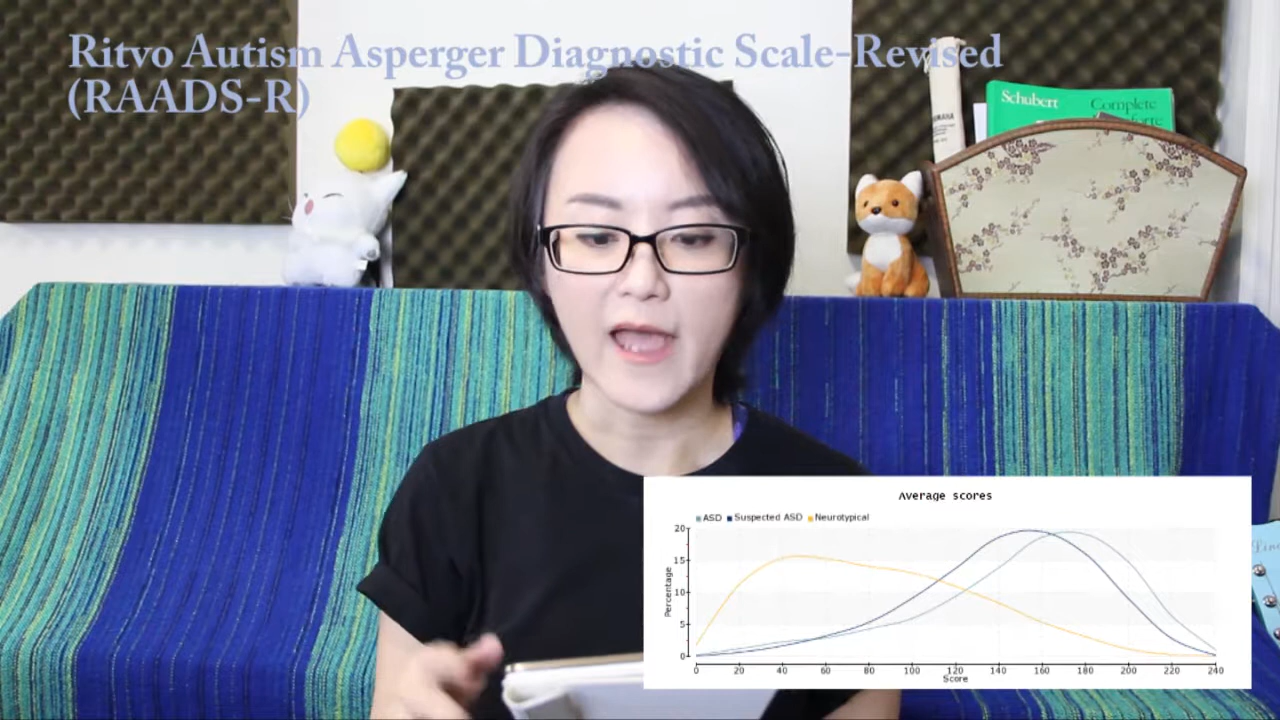 Ritvo Autism Asperger Diagnostic Scale-Revised
(RAADS-R)
Schubert
Complete
YAMAHA
Average scores
ASD Suspected ASD Neurotypical
20
15
10
5
0
Percentage
0 20 40 60 80 100 120 140 160 180 200 220 240
Score